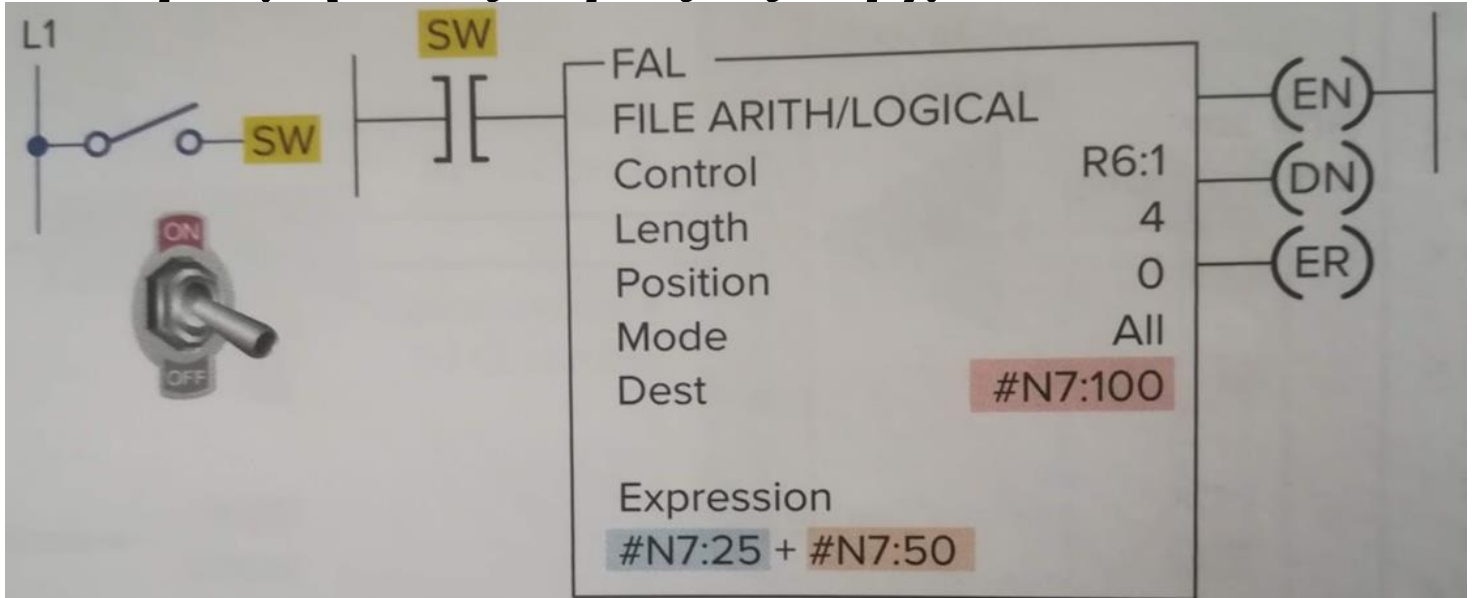 L1
SW
SW
ON
OFF
FAL
FILE ARITH/LOGICAL
Control R6:1
Length 4
Position 0
Mode All
Dest #N7:100
Expression
#N7:25 + #N7:50
EN
DN
ER